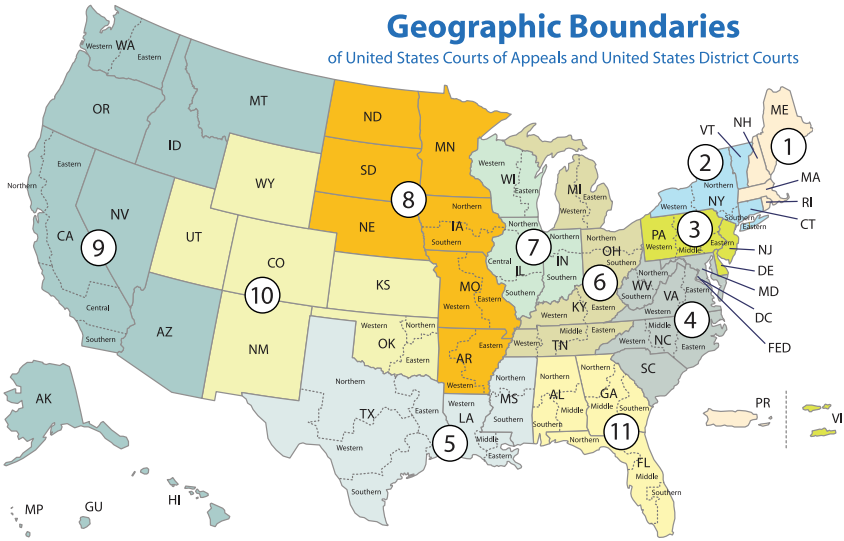 Geographic Boundaries
of United States Courts of Appeals and United States District Courts
Western
WA
Eastern
OR
ID
MT
ND
SD
NE
MN
8
Northern
IA
Southern
MO
Western
Eastern
AR
Eastern
Western
Eastern
Northern
CA
NV
9
Central
Southern
AZ
AK
MP
GU
HI
WY
UT
CO
10
KS
NM
Western
Northern
OK
Eastern
Northern
TX
Eastern
Western
Southern
5
Western
LA
Middle
Eastern
Northern
MS
Southern
Western
WI
Eastern
Northern
7
Central
IL
Southern
Northern
IN
Southern
MI
Eastern
Western
Northern
OH
Southern
6
KY
Western
Eastern
Western
Middle
Eastern
TN
Northern
AL
Middle
Southern
Northern
GA
Middle
Southern
11
Northern
FL
Middle
Southern
Northern
WV
Southern
VA
Eastern
Western
4
Western
Middle
NC
Eastern
SC
PA
3
Western
Middle
Eastern
2
Northern
Western
NY
Southern
Eastern
VT
NH
ME
1
MA
RI
CT
NJ
DE
MD
DC
FED
PR
VI